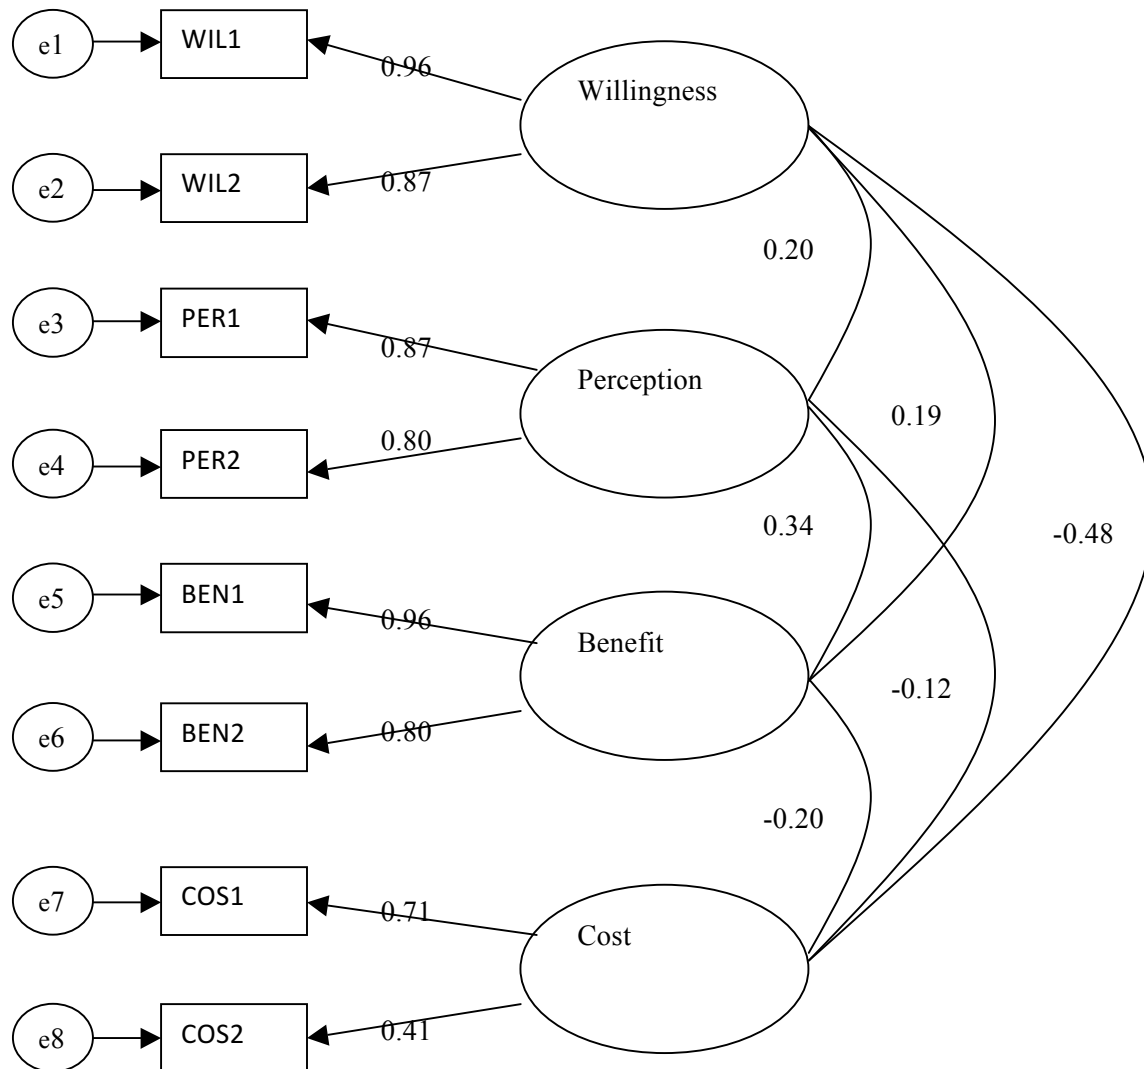 e1
WIL1
0.96
Willingness
e2
WIL2
0.87
0.20
e3
PER1
0.87
Perception
0.19
e4
PER2
0.80
0.34
-0.48
e5
BEN1
0.96
Benefit
-0.12
e6
BEN2
0.80
-0.20
e7
COS1
0.71
Cost
e8
COS2
0.41